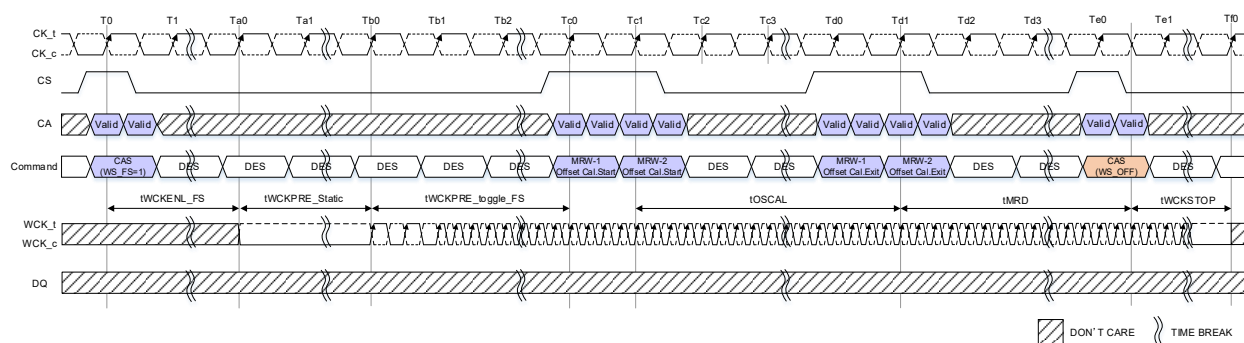 T0 T1 Ta0 Ta1 Tb0 Tb1 Tb2 Tc0 Tc1 Tc2 Tc3 Td0 Td1 Td2 Td3 Te0 Te1 Tf0
CK_t
CK_c
CS
CA Valid Valid Valid Valid Valid Valid Valid Valid Valid Valid Valid Valid
Command CAS (WS_FS=1) DES DES DES DES DES DES MRW-1 Offset Cal.Start MRW-2 Offset Cal.Start DES DES MRW-1 Offset Cal.Exit MRW-2 Offset Cal.Exit DES DES CAS (WS_OFF) DES
tWCKENL_FS tWCKPRE_Static tWCKPRE_toggle_FS tOSCAL tMRD tWCKSTOP
WCK_t
WCK_c
DQ
DON'T CARE TIME BREAK